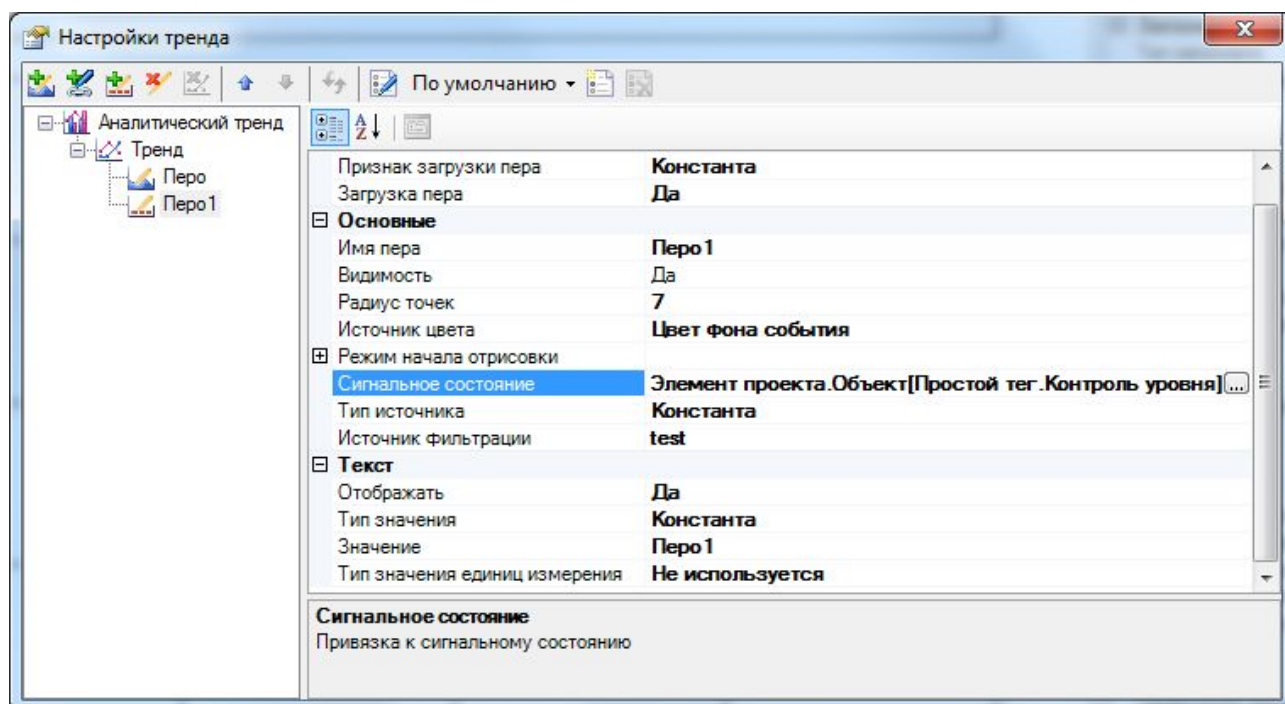 Настройки тренда
По умолчанию
Аналитический тренд
Тренд
Перо
Перо1
Признак загрузки пера Константа
Загрузка пера Да
Основные
Имя пера Перо1
Видимость Да
Радиус точек 7
Источник цвета Цвет фона события
Режим начала отрисовки
Сигнальное состояние Элемент проекта.Объект[Простой тег.Контроль уровня] ...
Тип источника Константа
Источник фильтрации test
Текст
Отображать Да
Тип значения Константа
Значение Перо1
Тип значения единиц измерения Не используется
Сигнальное состояние
Привязка к сигнальному состоянию